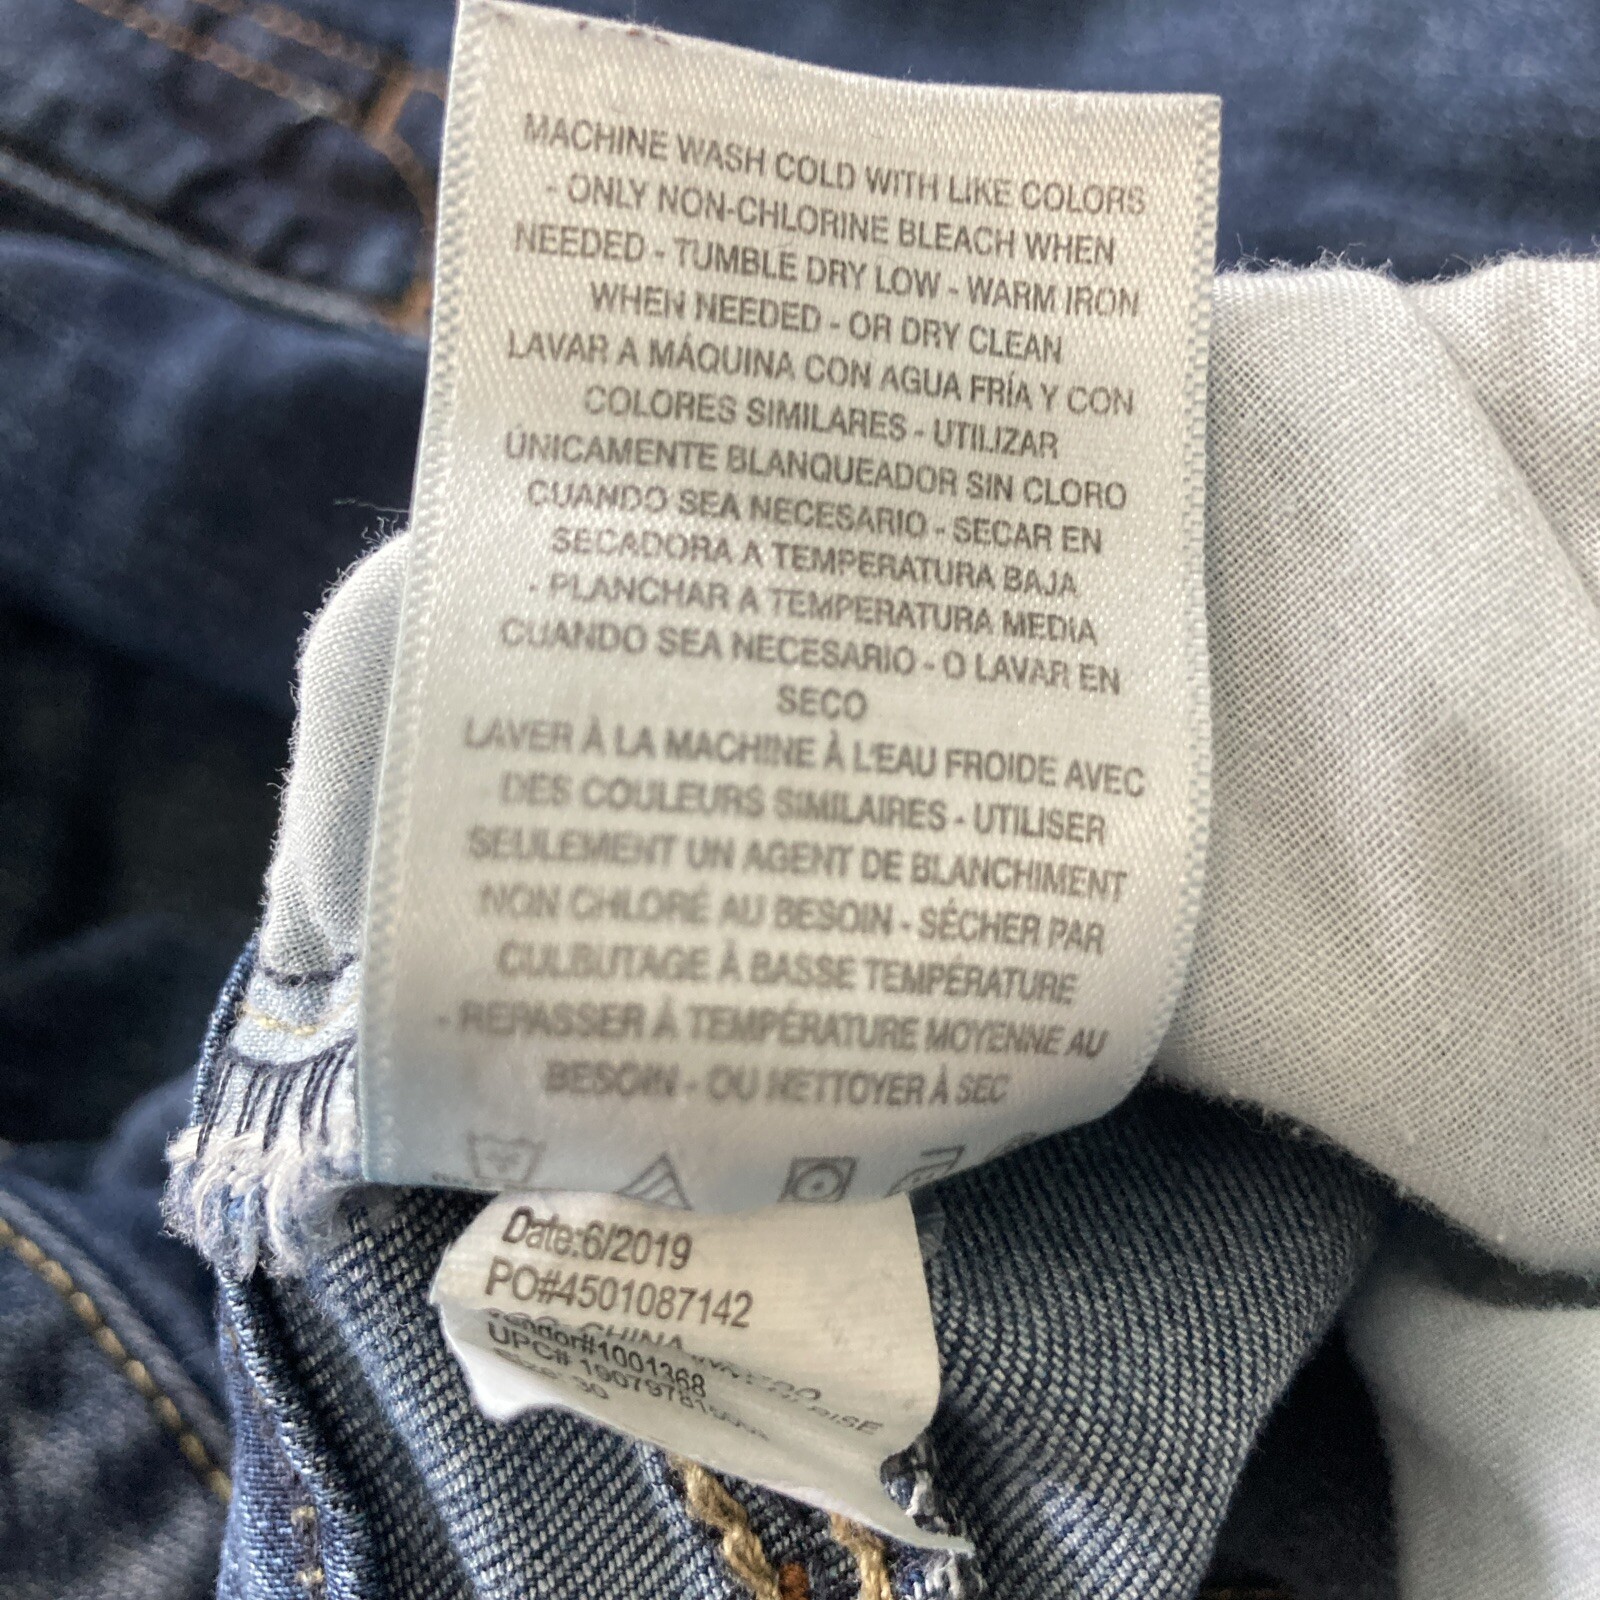 MACHINE WASH COLD WITH LIKE COLORS
- ONLY NON-CHLORINE BLEACH WHEN
NEEDED - TUMBLE DRY LOW - WARM IRON
WHEN NEEDED - OR DRY CLEAN
LAVAR A MÁQUINA CON AGUA FRÍA Y CON
COLORES SIMILARES - UTILIZAR
ÚNICAMENTE BLANQUEADOR SIN CLORO
CUANDO SEA NECESARIO - SECAR EN
SECADORA A TEMPERATURA BAJA
- PLANCHAR A TEMPERATURA MEDIA
CUANDO SEA NECESARIO - O LAVAR EN
SECO
LAVER À LA MACHINE À L'EAU FROIDE AVEC
DES COULEURS SIMILAIRES - UTILISER
SEULEMENT UN AGENT DE BLANCHIMENT
NON CHLORÉ AU BESOIN - SÉCHER PAR
CULBUTAGE À BASSE TEMPÉRATURE
- REPASSER À TEMPÉRATURE MOYENNE AU
BESOIN - OU NETTOYER À SEC
Date:6/2019
PO#4501087142
CHINA
Vendor#1001368
UPC#
Size: 30
RISE